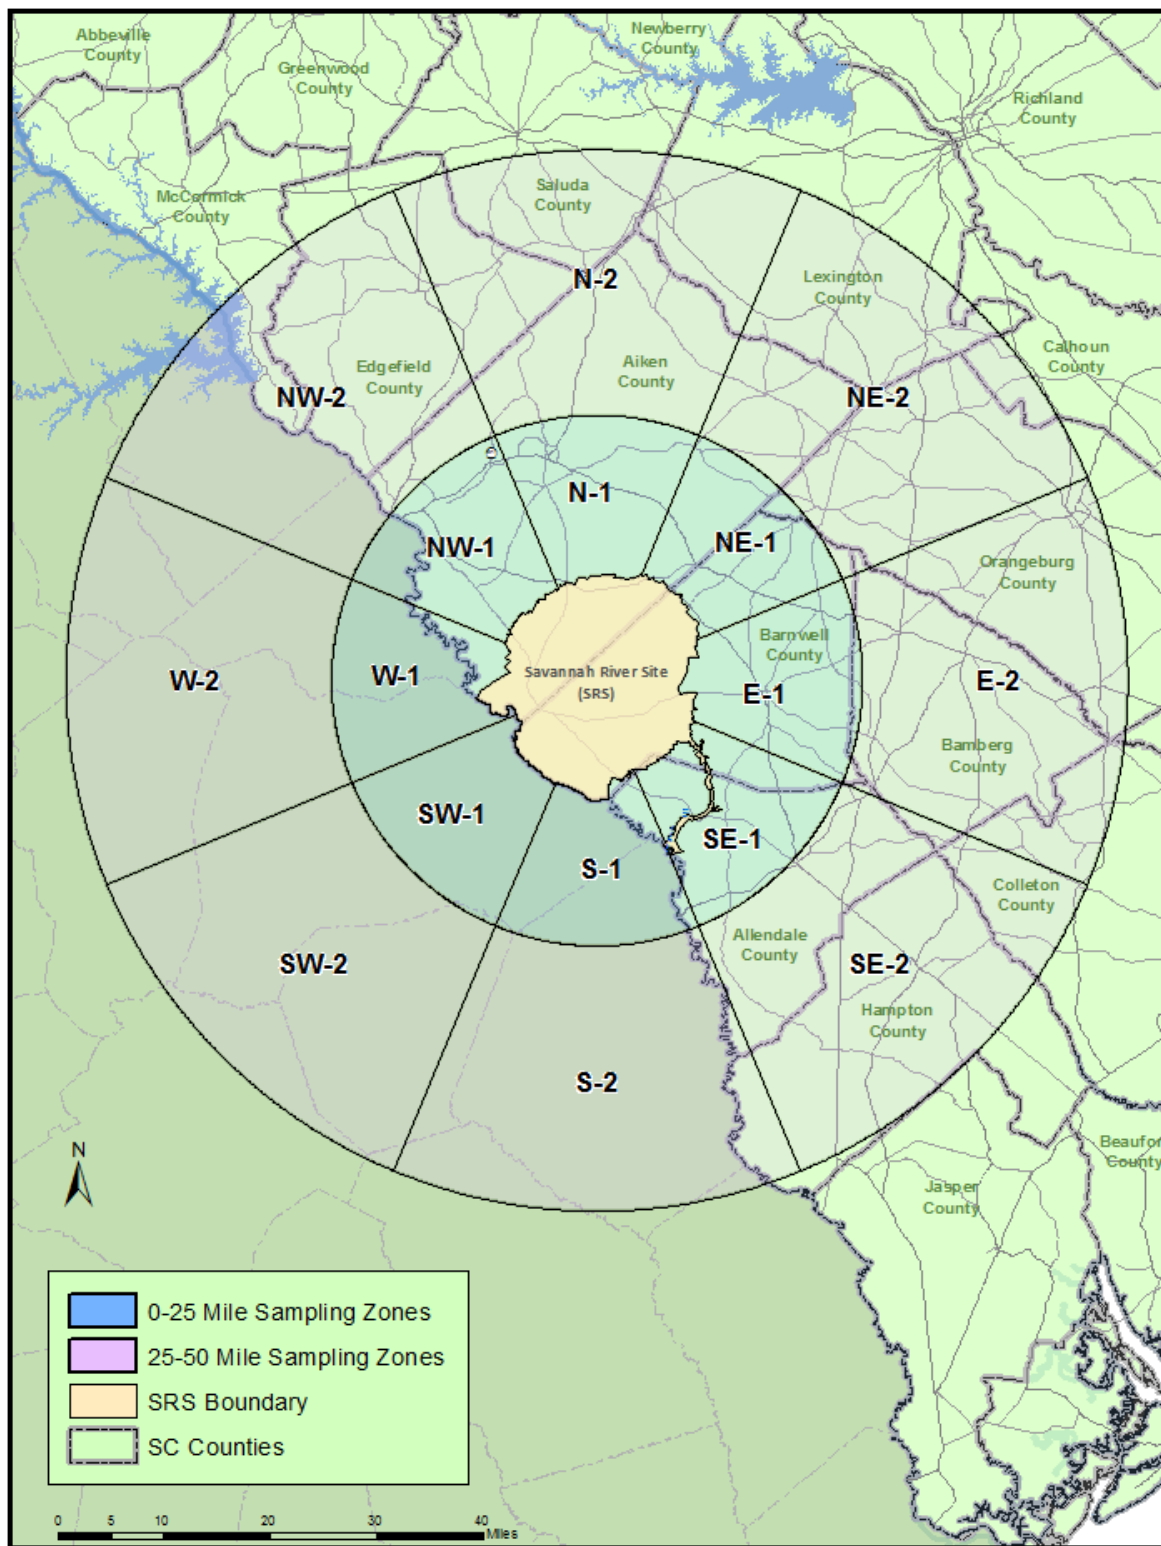 Abbeville
County
Greenwood
County
Newberry
County
Richland
County
McCormick
County
Saluda
County
Lexington
County
Calhoun
County
N-2
Edgefield
County
Aiken
County
NW-2
NE-2
N-1
NW-1
NE-1
Orangeburg
County
Barnwell
County
W-2
W-1
Savannah River Site
(SRS)
E-1
E-2
Bamberg
County
SW-1
S-1
SE-1
Colleton
County
Allendale
County
SW-2
SE-2
Hampton
County
S-2
N
Beaufor
County
Jasper
County
0-25 Mile Sampling Zones
25-50 Mile Sampling Zones
SRS Boundary
SC Counties
0 5 10 20 30 40
Miles